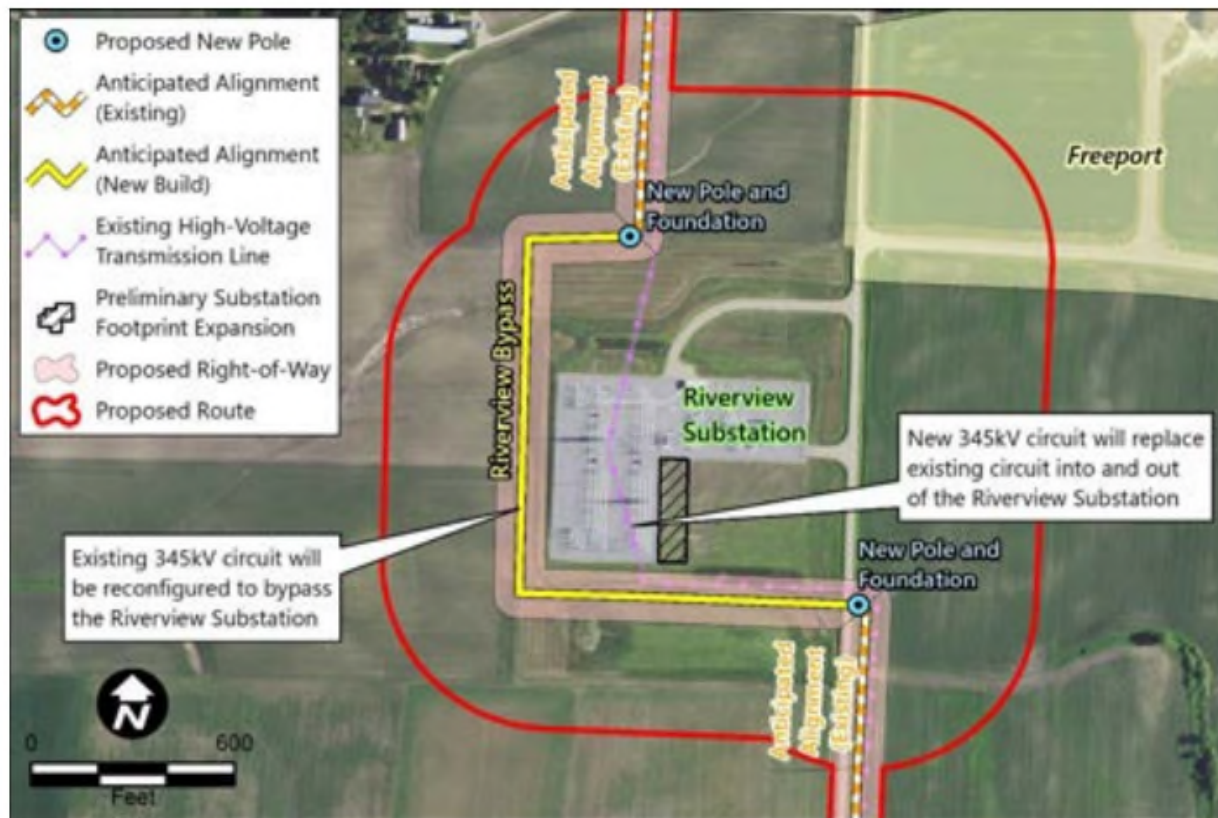 Proposed New Pole
Anticipated Alignment
(Existing)
Anticipated Alignment
(New Build)
Existing High-Voltage
Transmission Line
Preliminary Substation
Footprint Expansion
Proposed Right-of-Way
Proposed Route
Anticipated
Alignment
(Existing)
Freeport
New Pole and
Foundation
Riverview Bypass
Riverview
Substation
New 345kV circuit will replace
existing circuit into and out
of the Riverview Substation
Existing 345kV circuit will
be reconfigured to bypass
the Riverview Substation
New Pole and
Foundation
Anticipated
Alignment
(Existing)
N
0 600
Feet